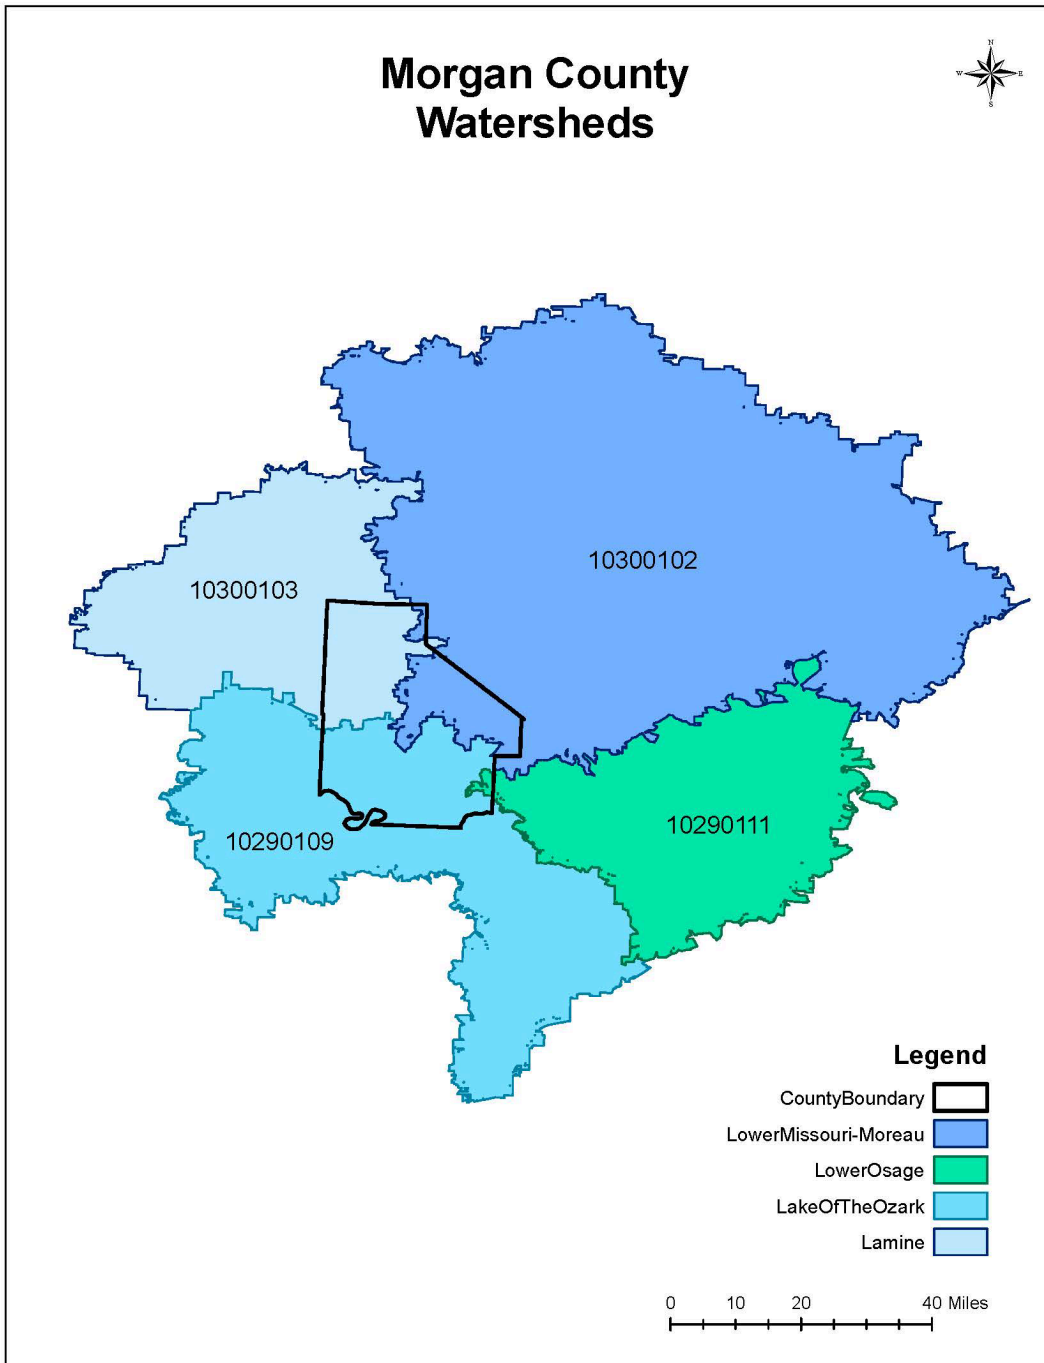 Morgan County
Watersheds
N
W E
S
10300102
10300103
10290111
10290109
Legend
CountyBoundary
LowerMissouri-Moreau
LowerOsage
LakeOfTheOzark
Lamine
0 10 20 40 Miles